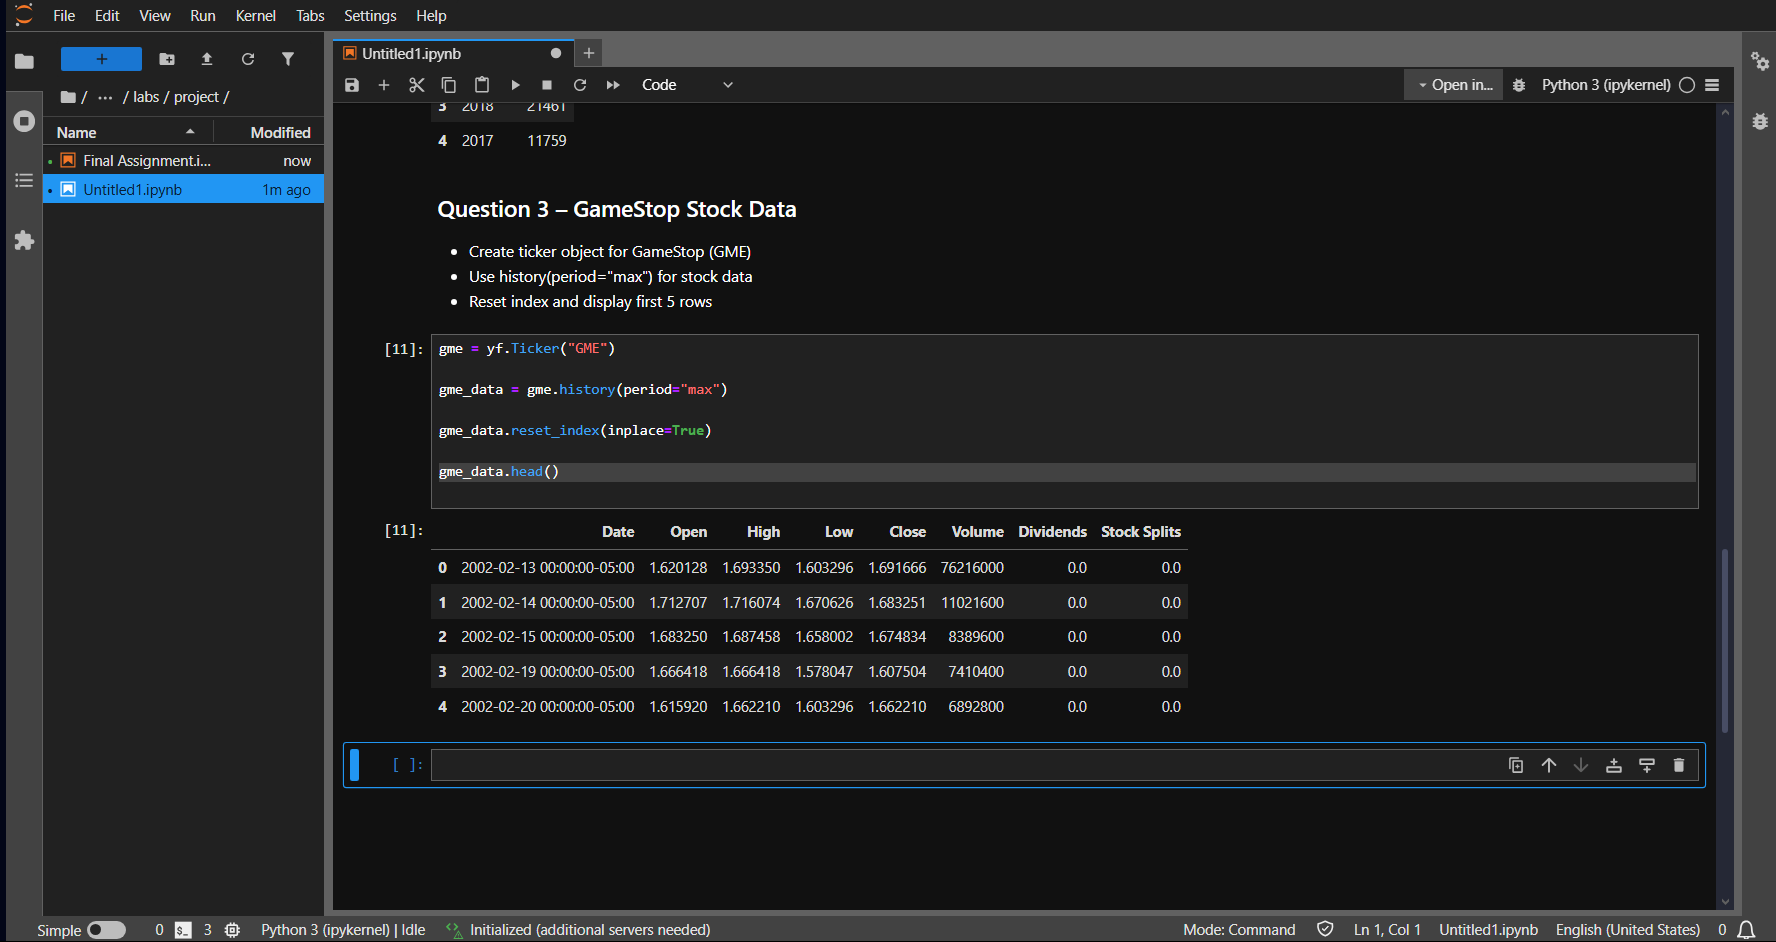 File Edit View Run Kernel Tabs Settings Help
+
/ ··· / labs / project /
Name Modified
Final Assignment.i... now
Untitled1.ipynb 1m ago
Untitled1.ipynb
Code
Open in...
Python 3 (ipykernel)
3 2018 21461
4 2017 11759
Question 3 – GameStop Stock Data
• Create ticker object for GameStop (GME)
• Use history(period="max") for stock data
• Reset index and display first 5 rows
[11]: gme = yf.Ticker("GME")
gme_data = gme.history(period="max")
gme_data.reset_index(inplace=True)
gme_data.head()
[11]: Date Open High Low Close Volume Dividends Stock Splits
0 2002-02-13 00:00:00-05:00 1.620128 1.693350 1.603296 1.691666 76216000 0.0 0.0
1 2002-02-14 00:00:00-05:00 1.712707 1.716074 1.670626 1.683251 11021600 0.0 0.0
2 2002-02-15 00:00:00-05:00 1.683250 1.687458 1.658002 1.674834 8389600 0.0 0.0
3 2002-02-19 00:00:00-05:00 1.666418 1.666418 1.578047 1.607504 7410400 0.0 0.0
4 2002-02-20 00:00:00-05:00 1.615920 1.662210 1.603296 1.662210 6892800 0.0 0.0
[ ]:
Simple 0 $_ 3 Python 3 (ipykernel) | Idle Initialized (additional servers needed) Mode: Command Ln 1, Col 1 Untitled1.ipynb English (United States) 0